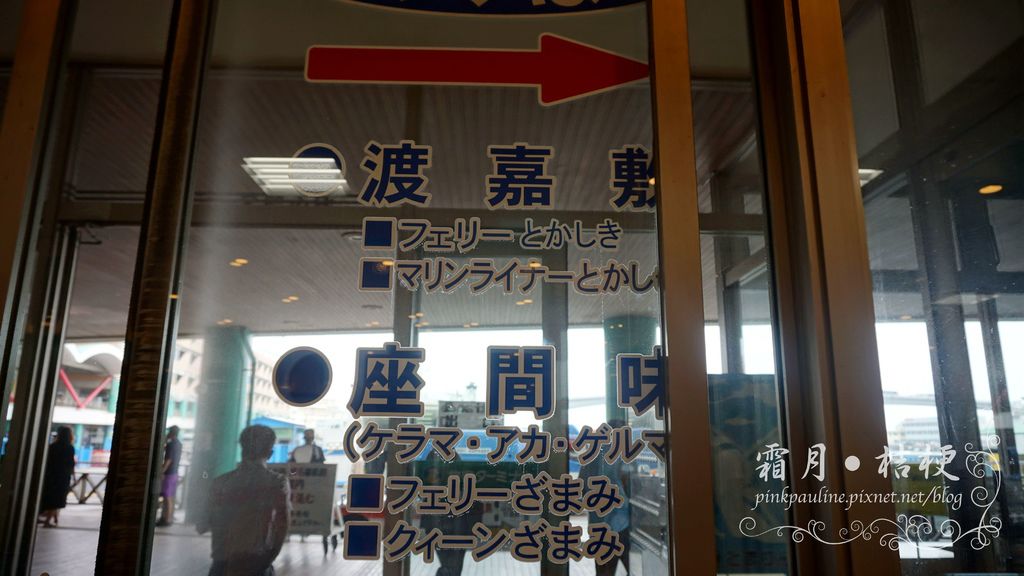 ●渡嘉敷
■フェリーとかしき
■マリンライナーとかし
●座間味
(ケラマ・アカ・ゲルマ
■フェリーざまみ
■クィーンざまみ
霜月●桔梗
pinkpauline.pixnet.net/blog